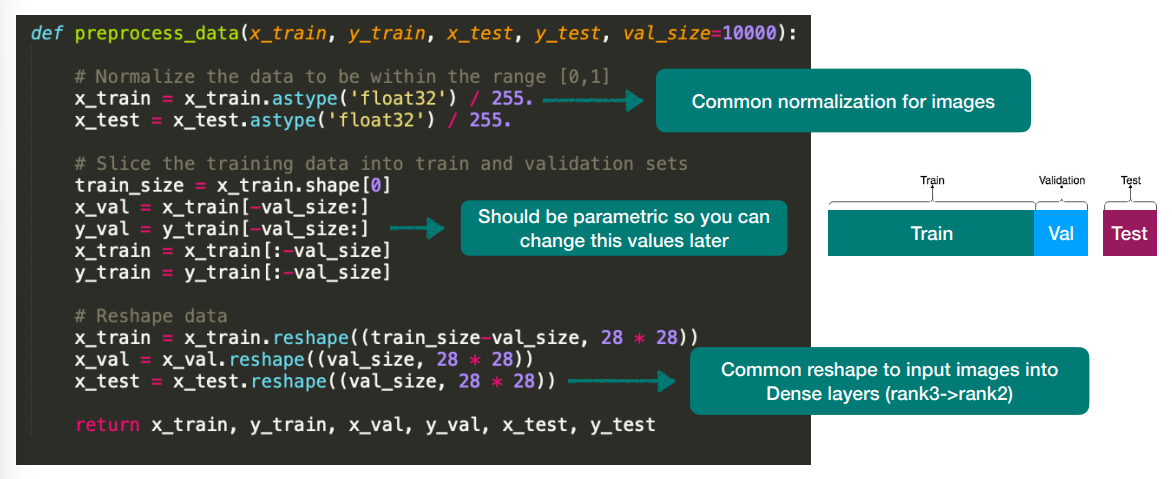 def preprocess_data(x_train, y_train, x_test, y_test, val_size=10000):
# Normalize the data to be within the range [0,1]
x_train = x_train.astype('float32') / 255.
x_test = x_test.astype('float32') / 255.
Common normalization for images
# Slice the training data into train and validation sets
train_size = x_train.shape[0]
x_val = x_train[-val_size:]
y_val = y_train[-val_size:]
x_train = x_train[:-val_size]
y_train = y_train[:-val_size]
Should be parametric so you can
change this values later
Train
Validation
Test
Train
Val
Test
# Reshape data
x_train = x_train.reshape((train_size-val_size, 28 * 28))
x_val = x_val.reshape((val_size, 28 * 28))
x_test = x_test.reshape((val_size, 28 * 28))
Common reshape to input images into
Dense layers (rank3->rank2)
return x_train, y_train, x_val, y_val, x_test, y_test